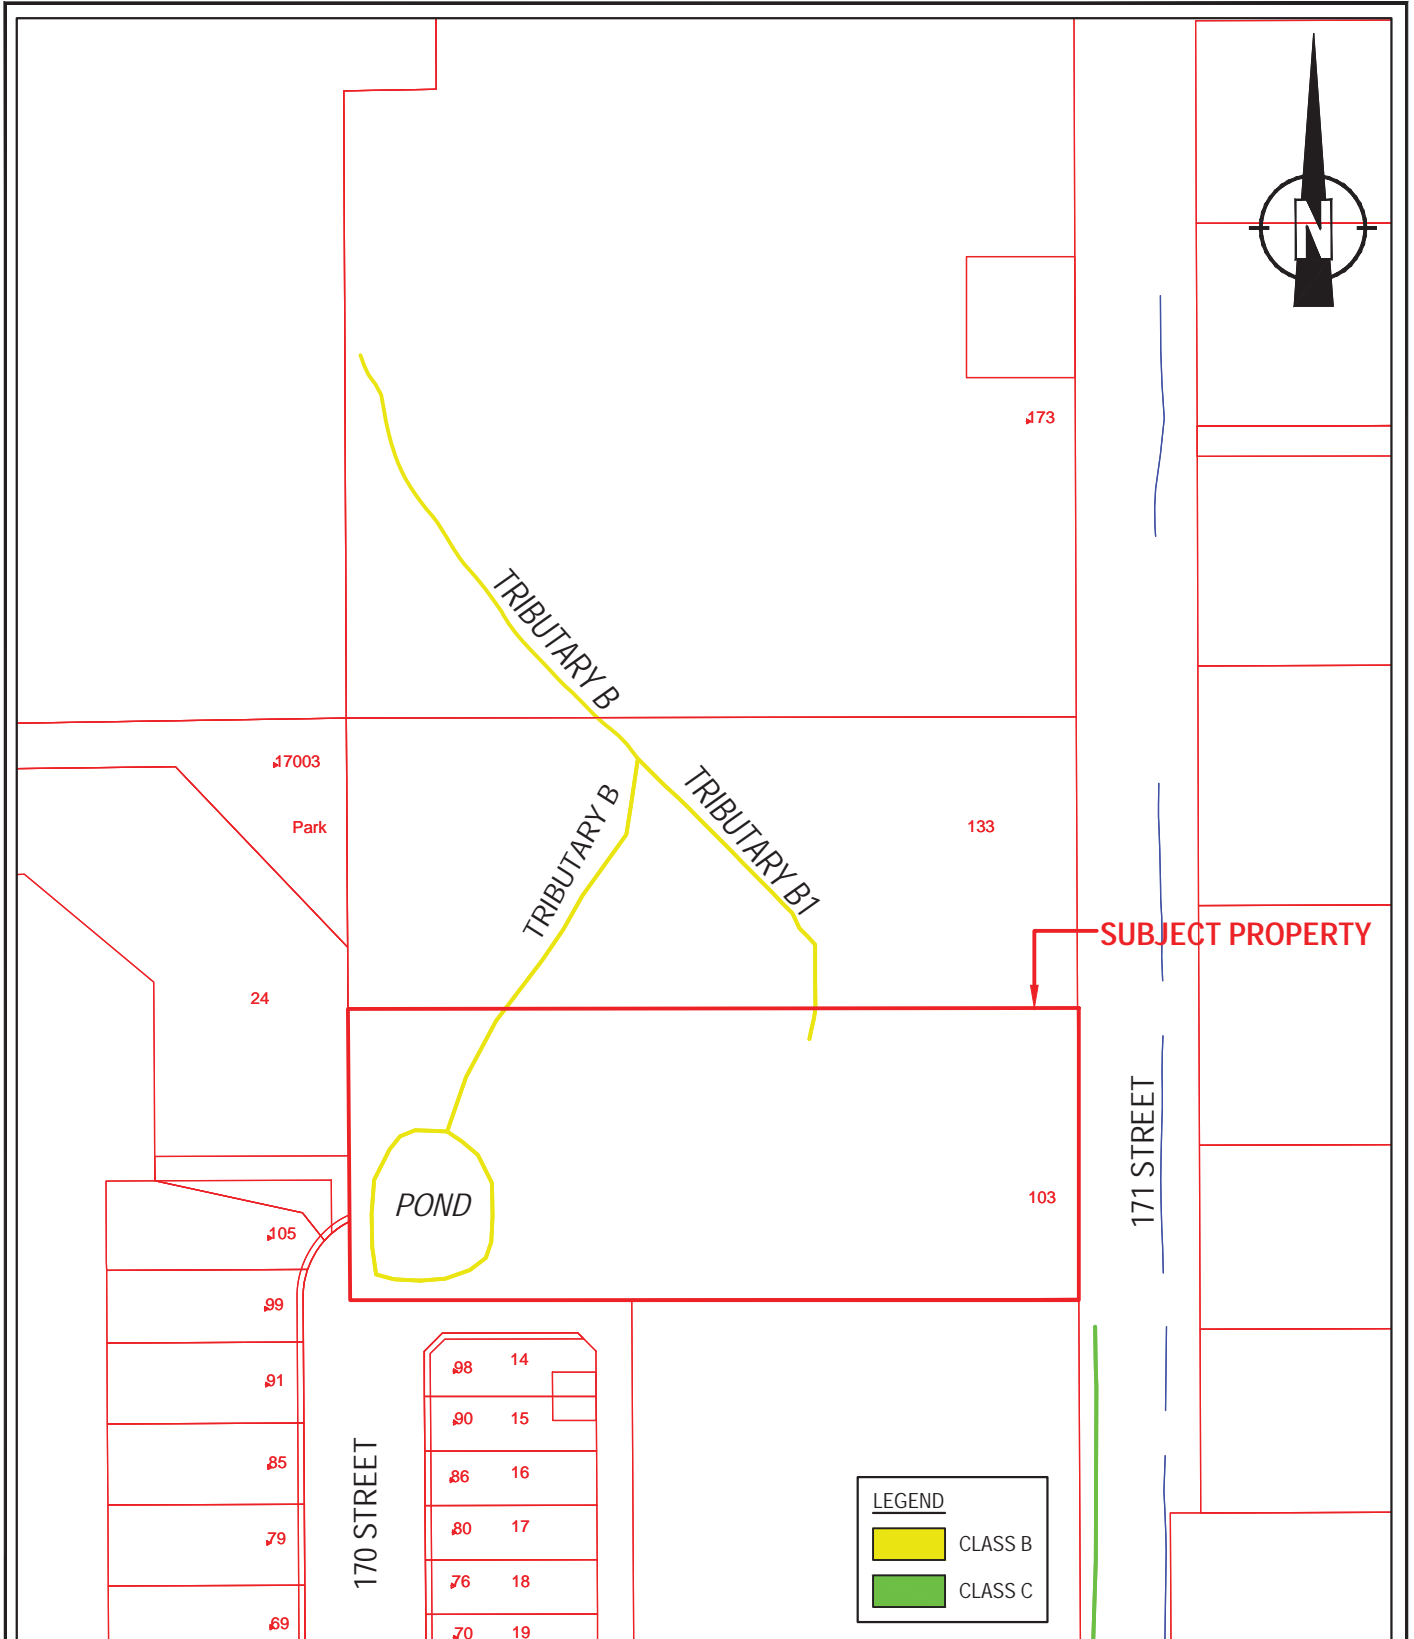 N
173
TRIBUTARY B
17003
Park
TRIBUTARY B
TRIBUTARY B1
133
SUBJECT PROPERTY
24
171 STREET
POND
103
105
99
91
85
79
69
170 STREET
98 14
90 15
86 16
80 17
76 18
70 19
LEGEND
CLASS B
CLASS C